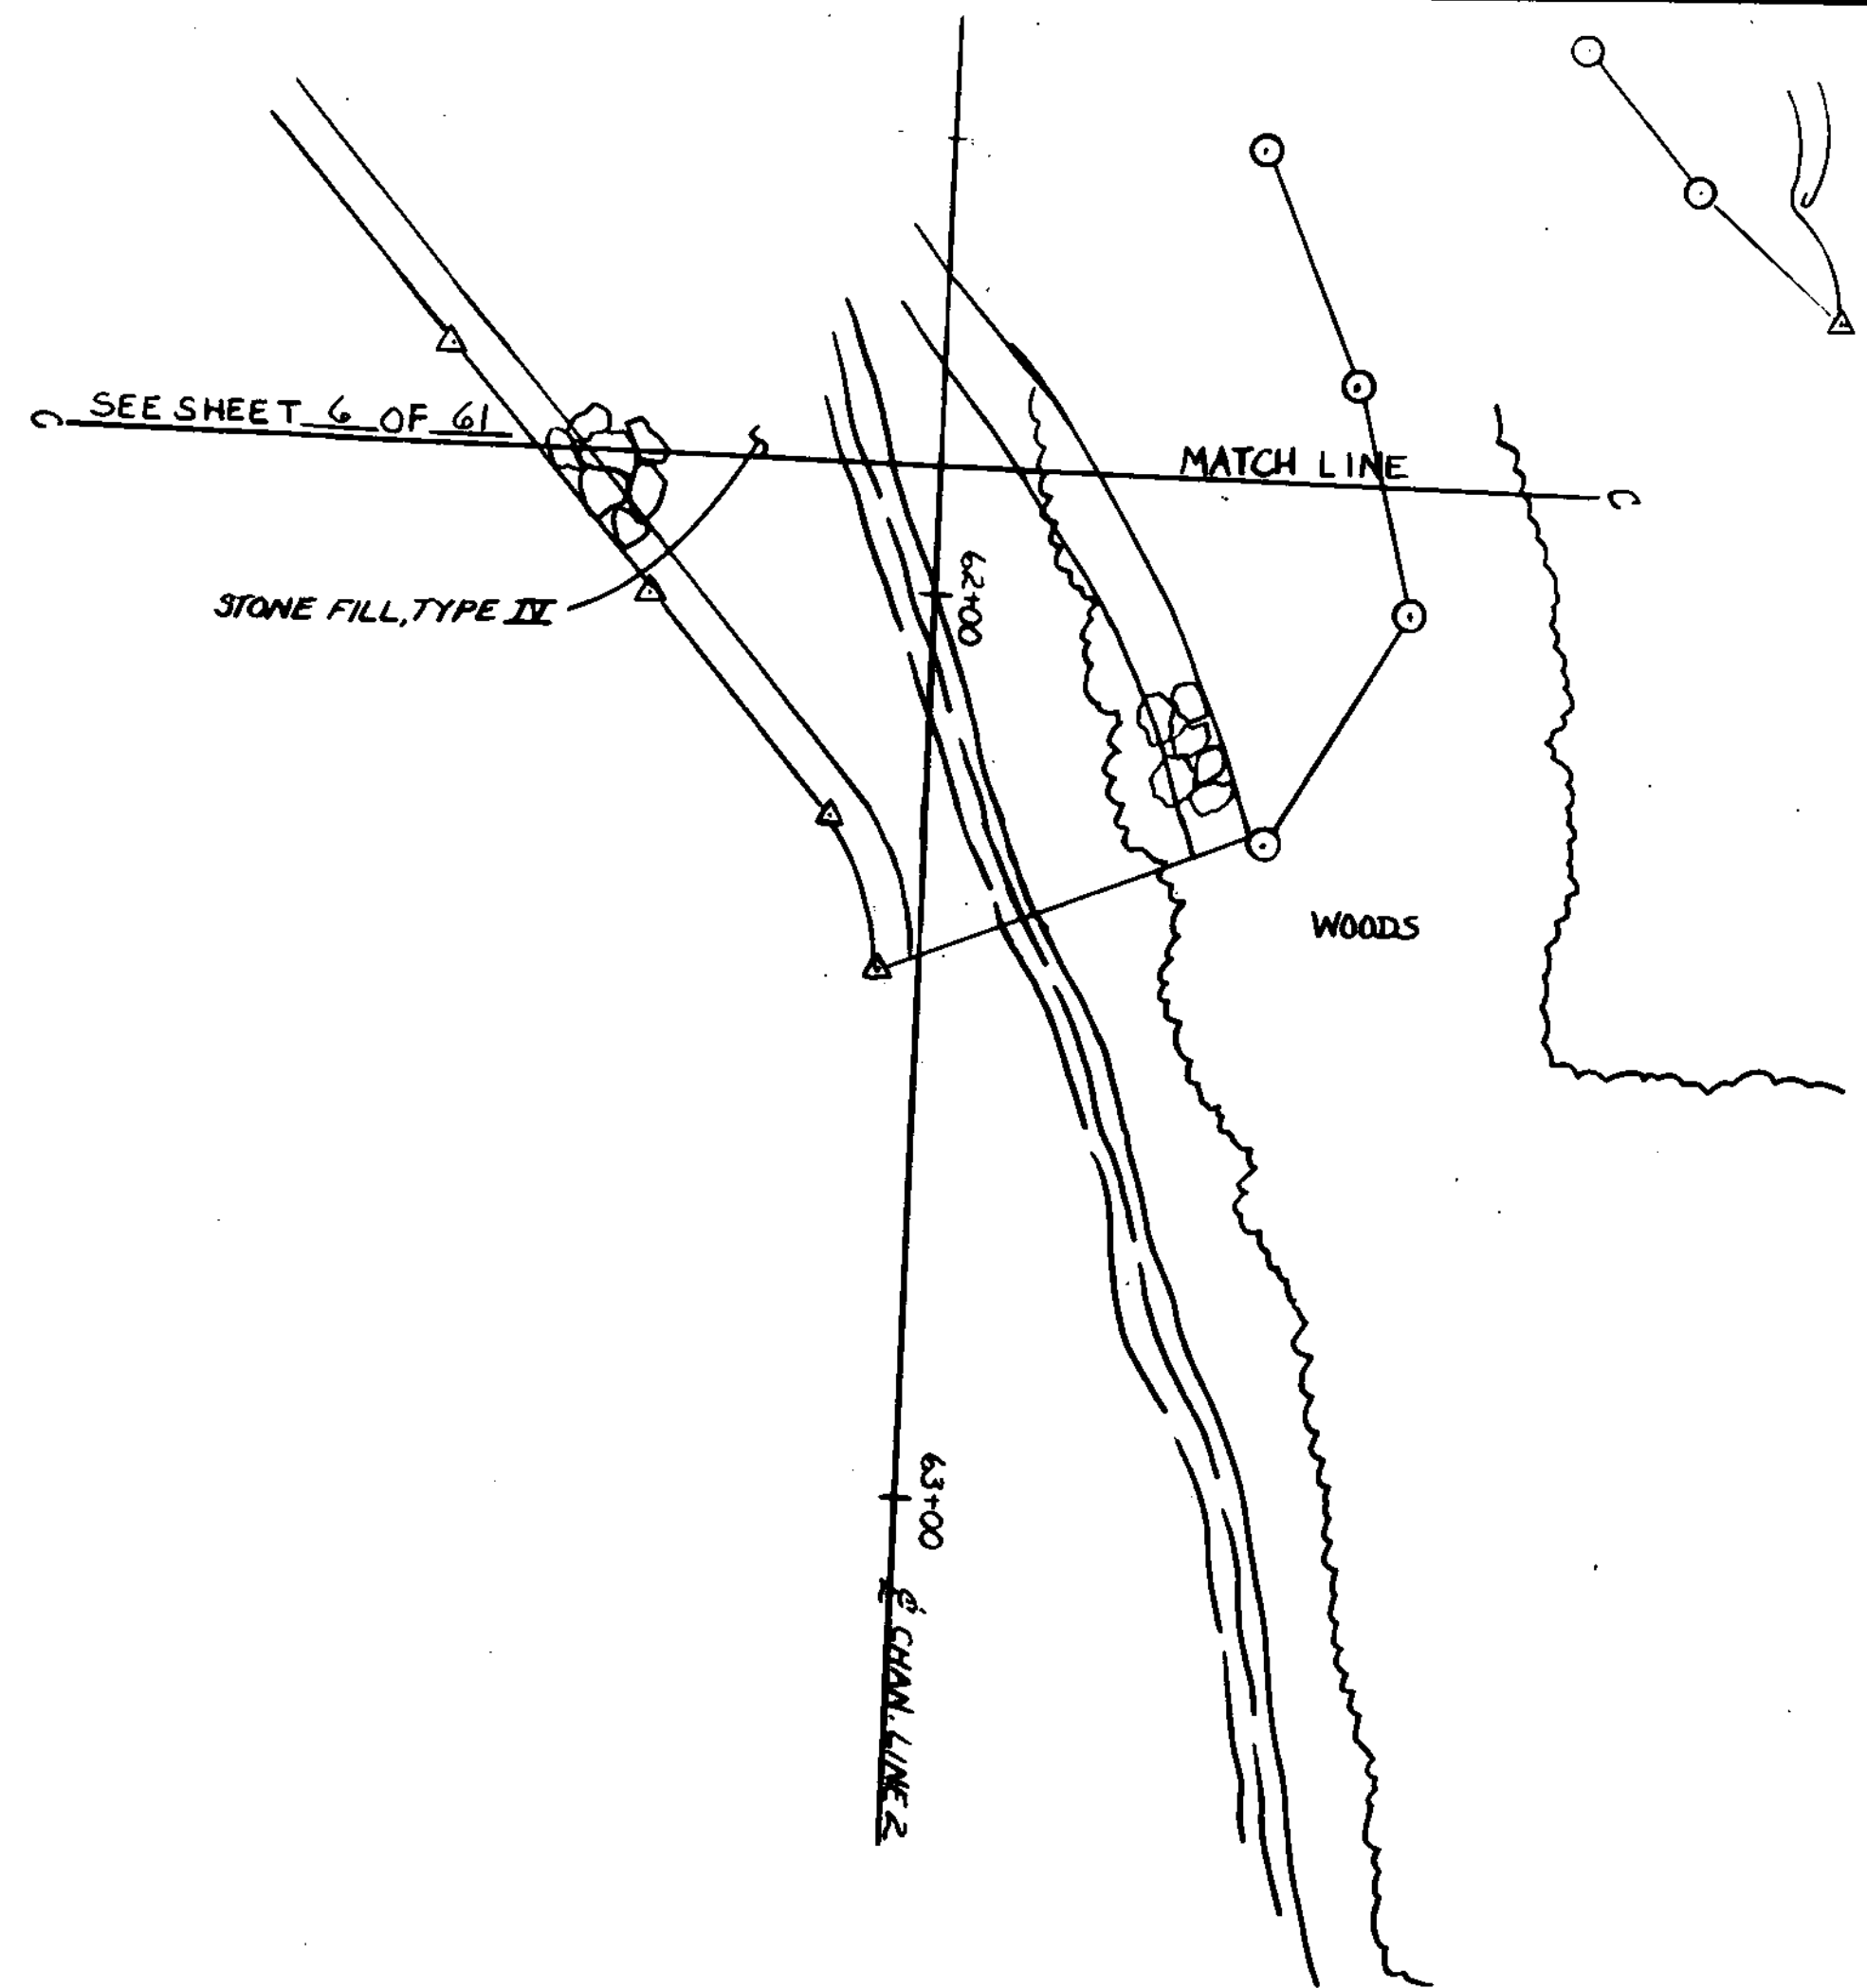 SEE SHEET 6 OF 61
MATCH LINE
STONE FILL, TYPE IV
62+00
WOODS
63+00
℄ CHAN. LINE 2